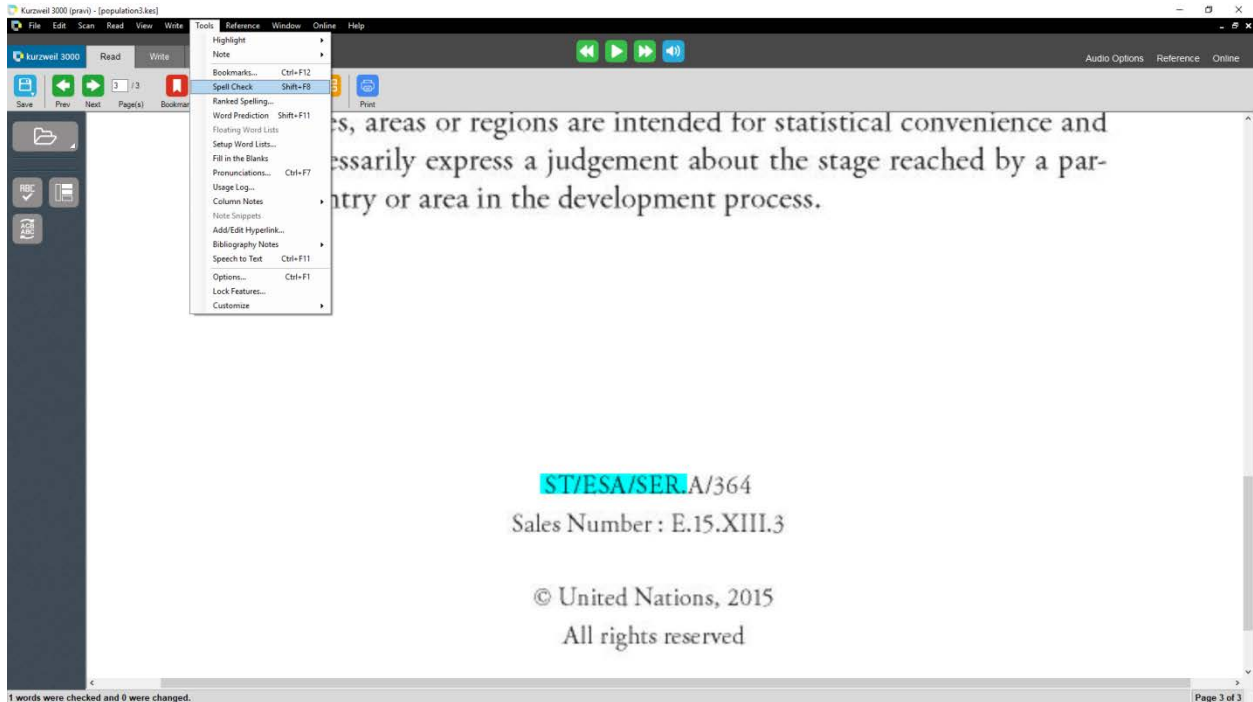 Kurzweil 3000 (pravi) - [population3.kes]
File Edit Scan Read View Write Tools Reference Window Online Help
kurzweil 3000 Read Write Audio Options Reference Online
3 /3
Save Prev Next Page(s) Bookmar Print
Highlight
Note
Bookmarks... Ctrl+F12
Spell Check Shift+F8
Ranked Spelling...
Word Prediction Shift+F11
Floating Word Lists
Setup Word Lists...
Fill in the Blanks
Pronunciations... Ctrl+F7
Usage Log...
Column Notes
Note Snippets
Add/Edit Hyperlink...
Bibliography Notes
Speech to Text Ctrl+F11
Options... Ctrl+F1
Lock Features...
Customize
es, areas or regions are intended for statistical convenience and
essarily express a judgement about the stage reached by a par-
ntry or area in the development process.
ST/ESA/SER.A/364
Sales Number : E.15.XIII.3
© United Nations, 2015
All rights reserved
1 words were checked and 0 were changed. Page 3 of 3